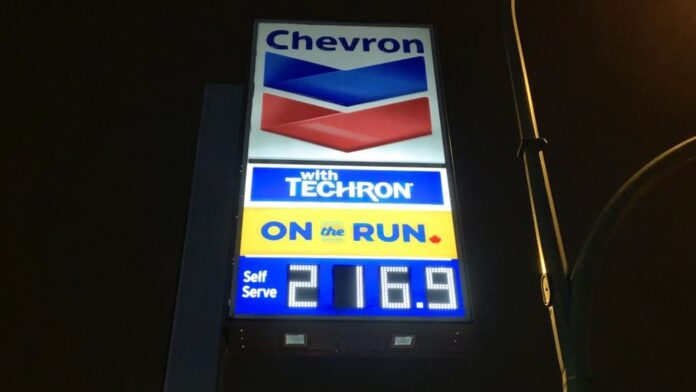 Chevron
with
TECHRON
ON the RUN
Self
Serve 216.9